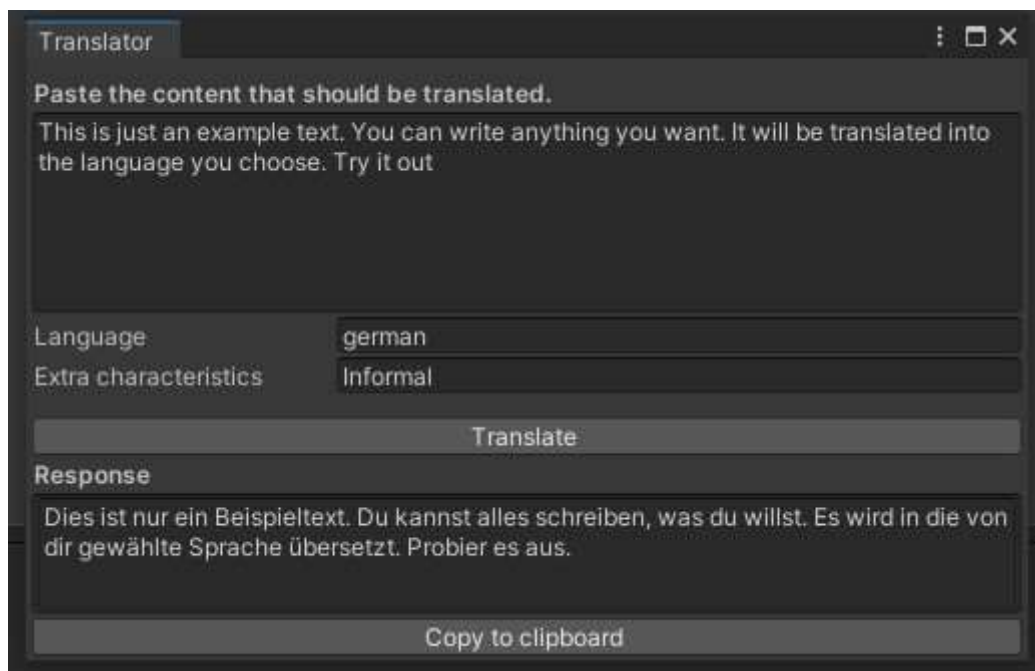 Translator
Paste the content that should be translated.
This is just an example text. You can write anything you want. It will be translated into
the language you choose. Try it out
Language german
Extra characteristics Informal
Translate
Response
Dies ist nur ein Beispieltext. Du kannst alles schreiben, was du willst. Es wird in die von
dir gewählte Sprache übersetzt. Probier es aus.
Copy to clipboard